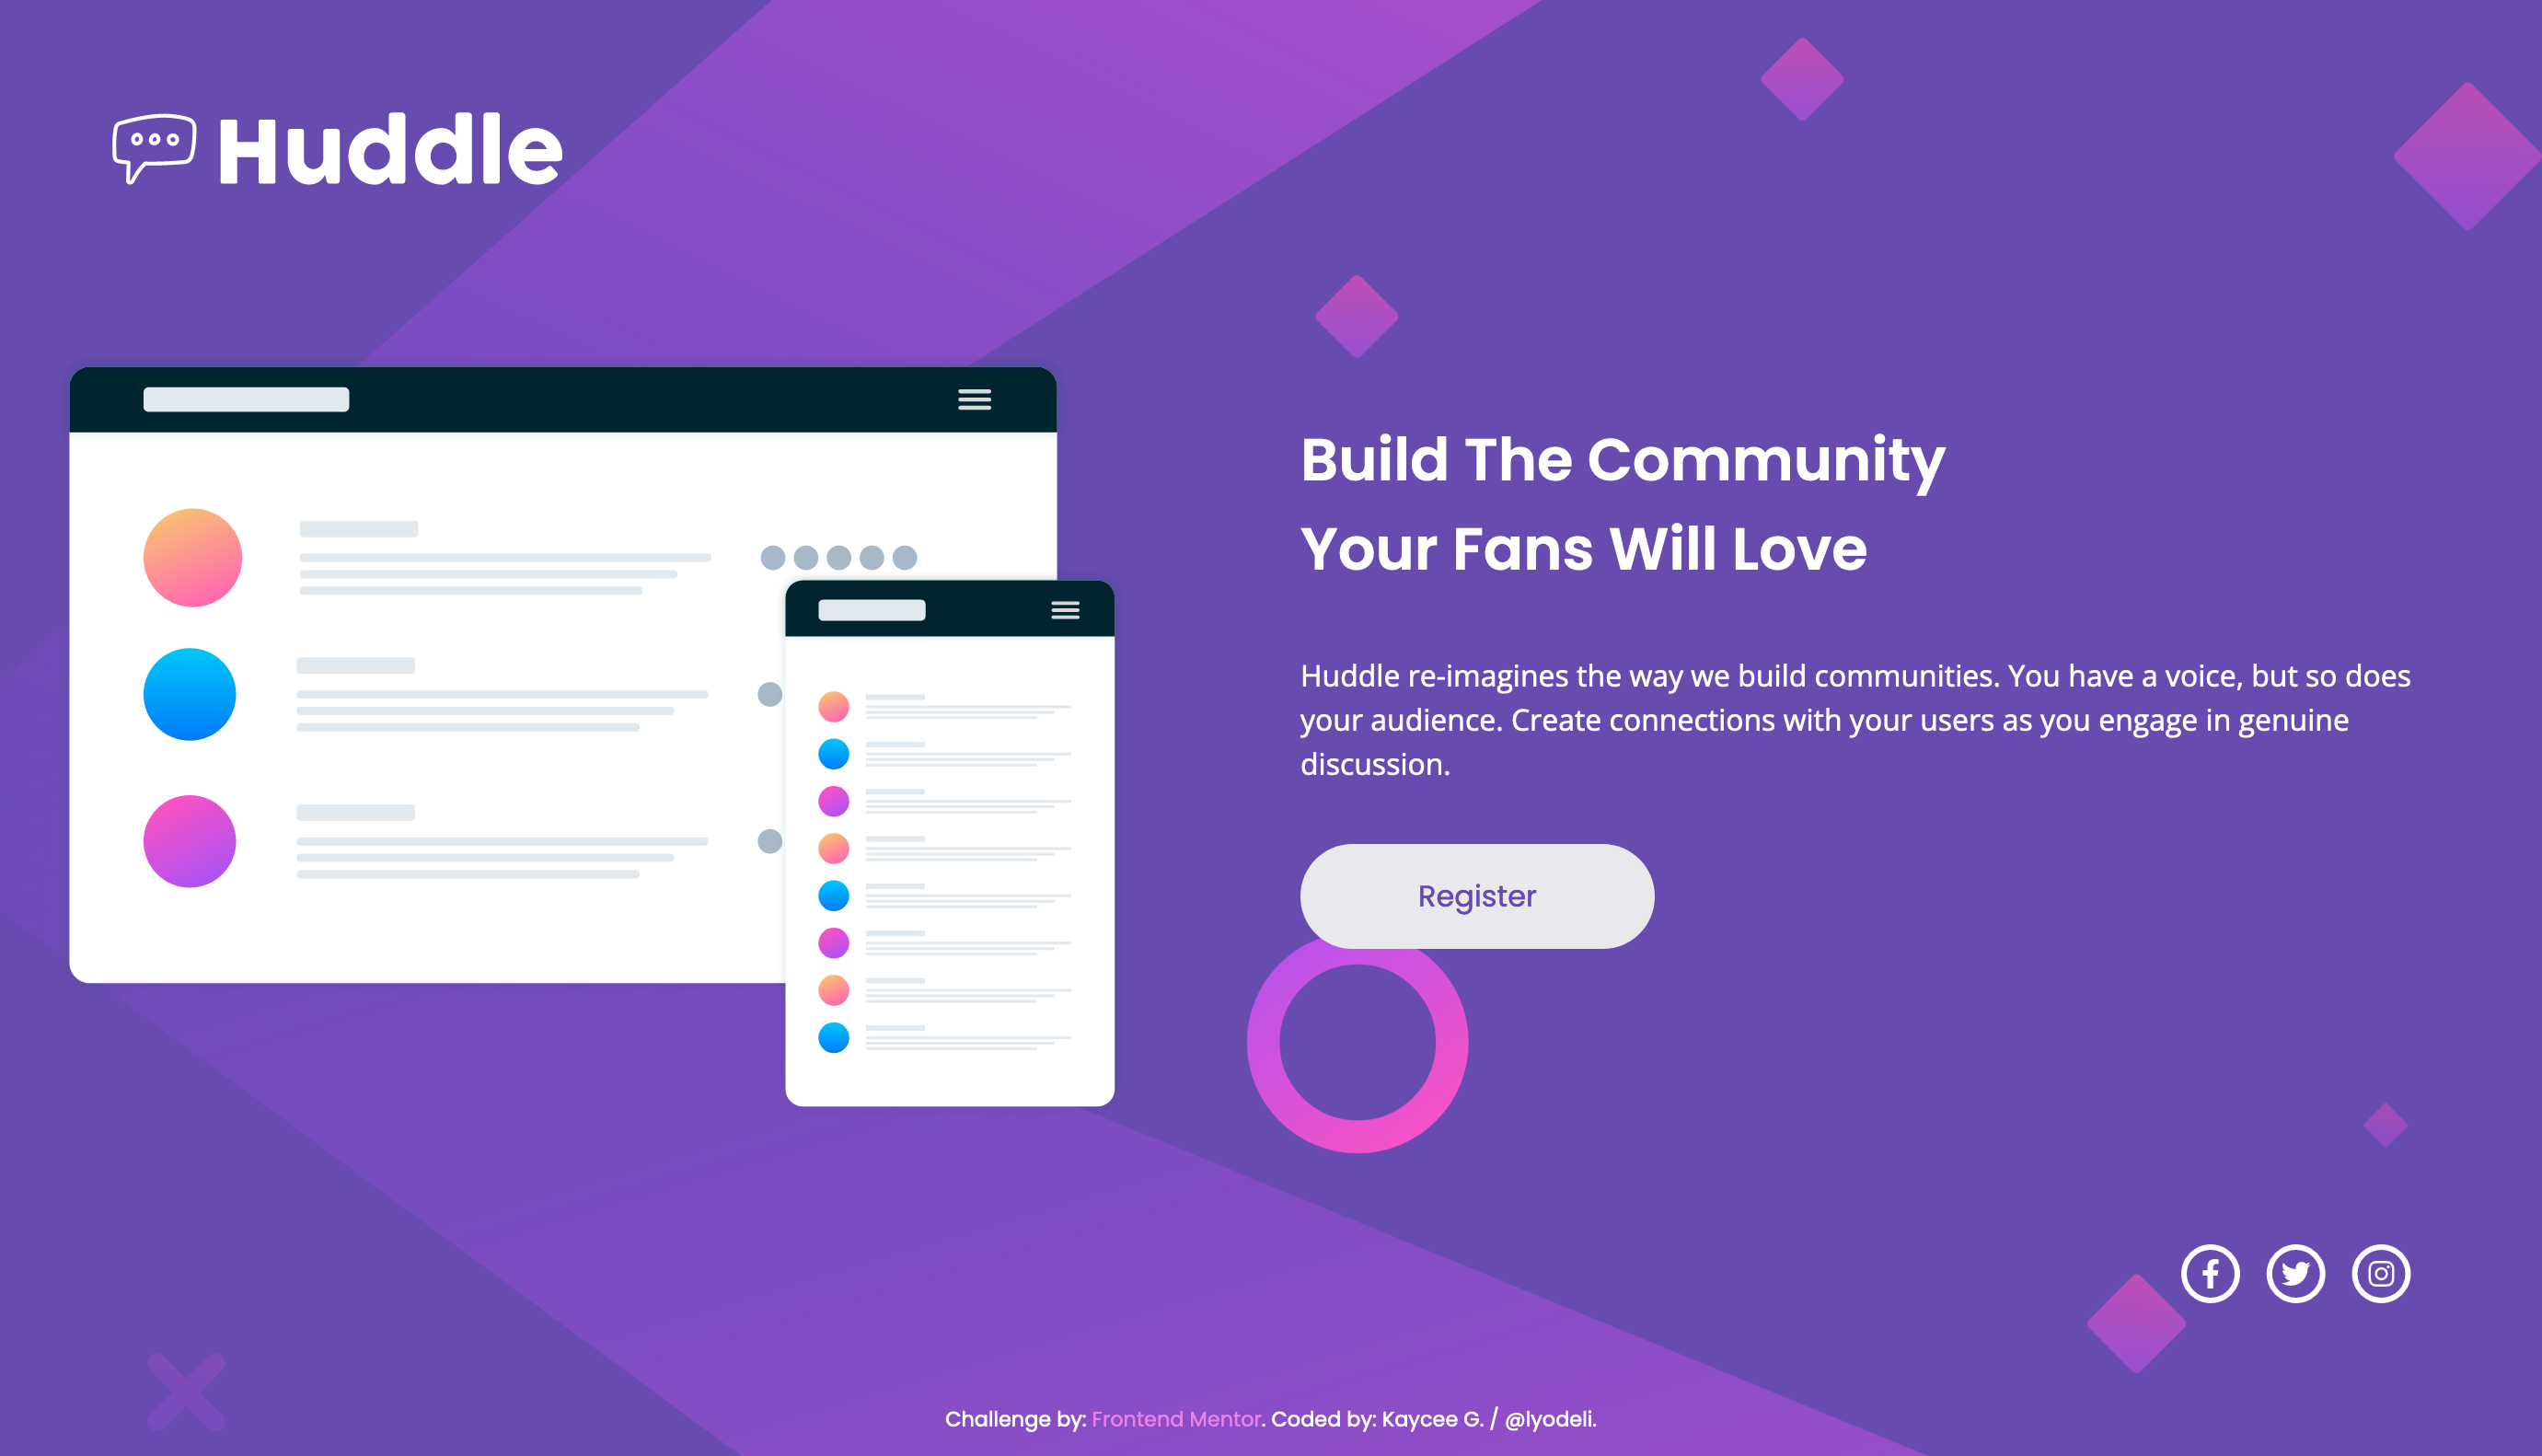 Huddle
Build The Community
Your Fans Will Love
Huddle re-imagines the way we build communities. You have a voice, but so does
your audience. Create connections with your users as you engage in genuine
discussion.
Register
Challenge by: Frontend Mentor. Coded by: Kaycee G. / @lyodeli.